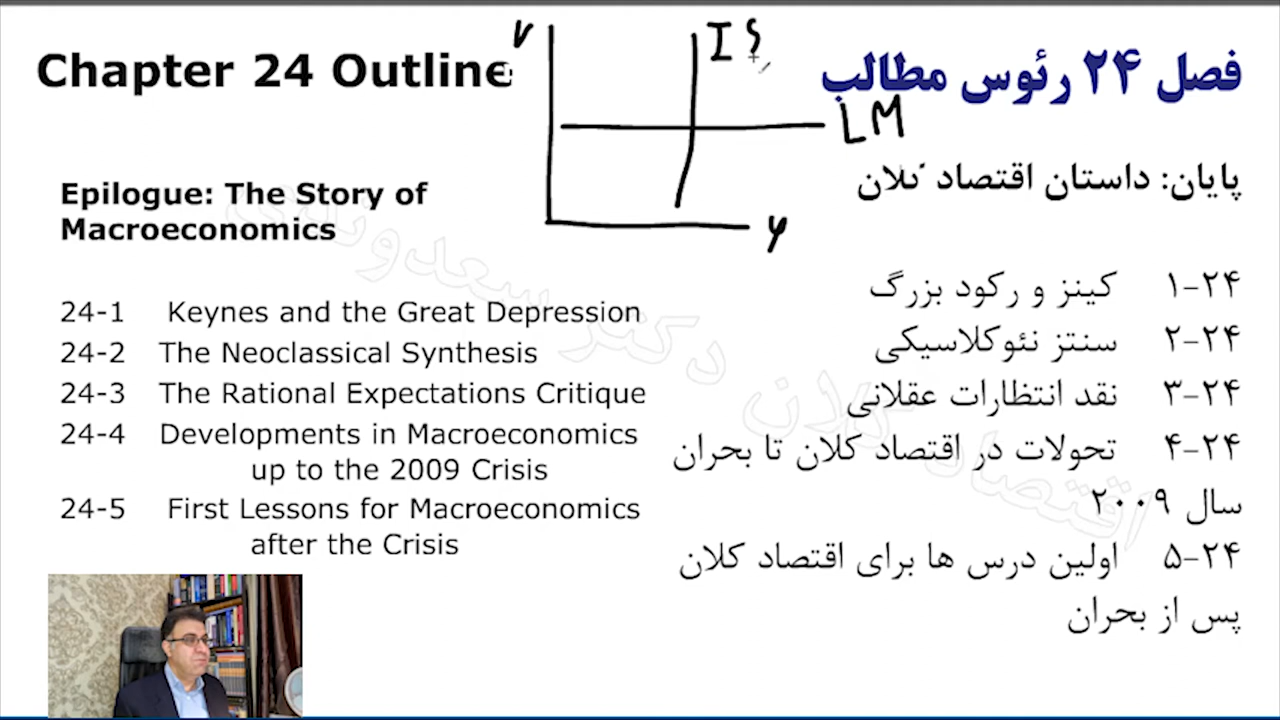 Chapter 24 Outline
فصل ۲۴ رئوس مطالب
r
IS
LM
y
Epilogue: The Story of
Macroeconomics
پایان: داستان اقتصاد کلان
24-1 Keynes and the Great Depression
24-2 The Neoclassical Synthesis
24-3 The Rational Expectations Critique
24-4 Developments in Macroeconomics
up to the 2009 Crisis
24-5 First Lessons for Macroeconomics
after the Crisis
۱-۲۴ کینز و رکود بزرگ
۲-۲۴ سنتز نئوکلاسیکی
۳-۲۴ نقد انتظارات عقلانی
۴-۲۴ تحولات در اقتصاد کلان تا بحران
سال ۲۰۰۹
۵-۲۴ اولین درس ها برای اقتصاد کلان
پس از بحران
اقتصاد کلان دکتر سعدوندی